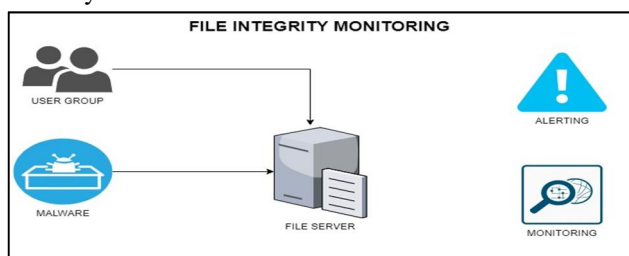 FILE INTEGRITY MONITORING
USER GROUP
ALERTING
MALWARE
FILE SERVER
MONITORING